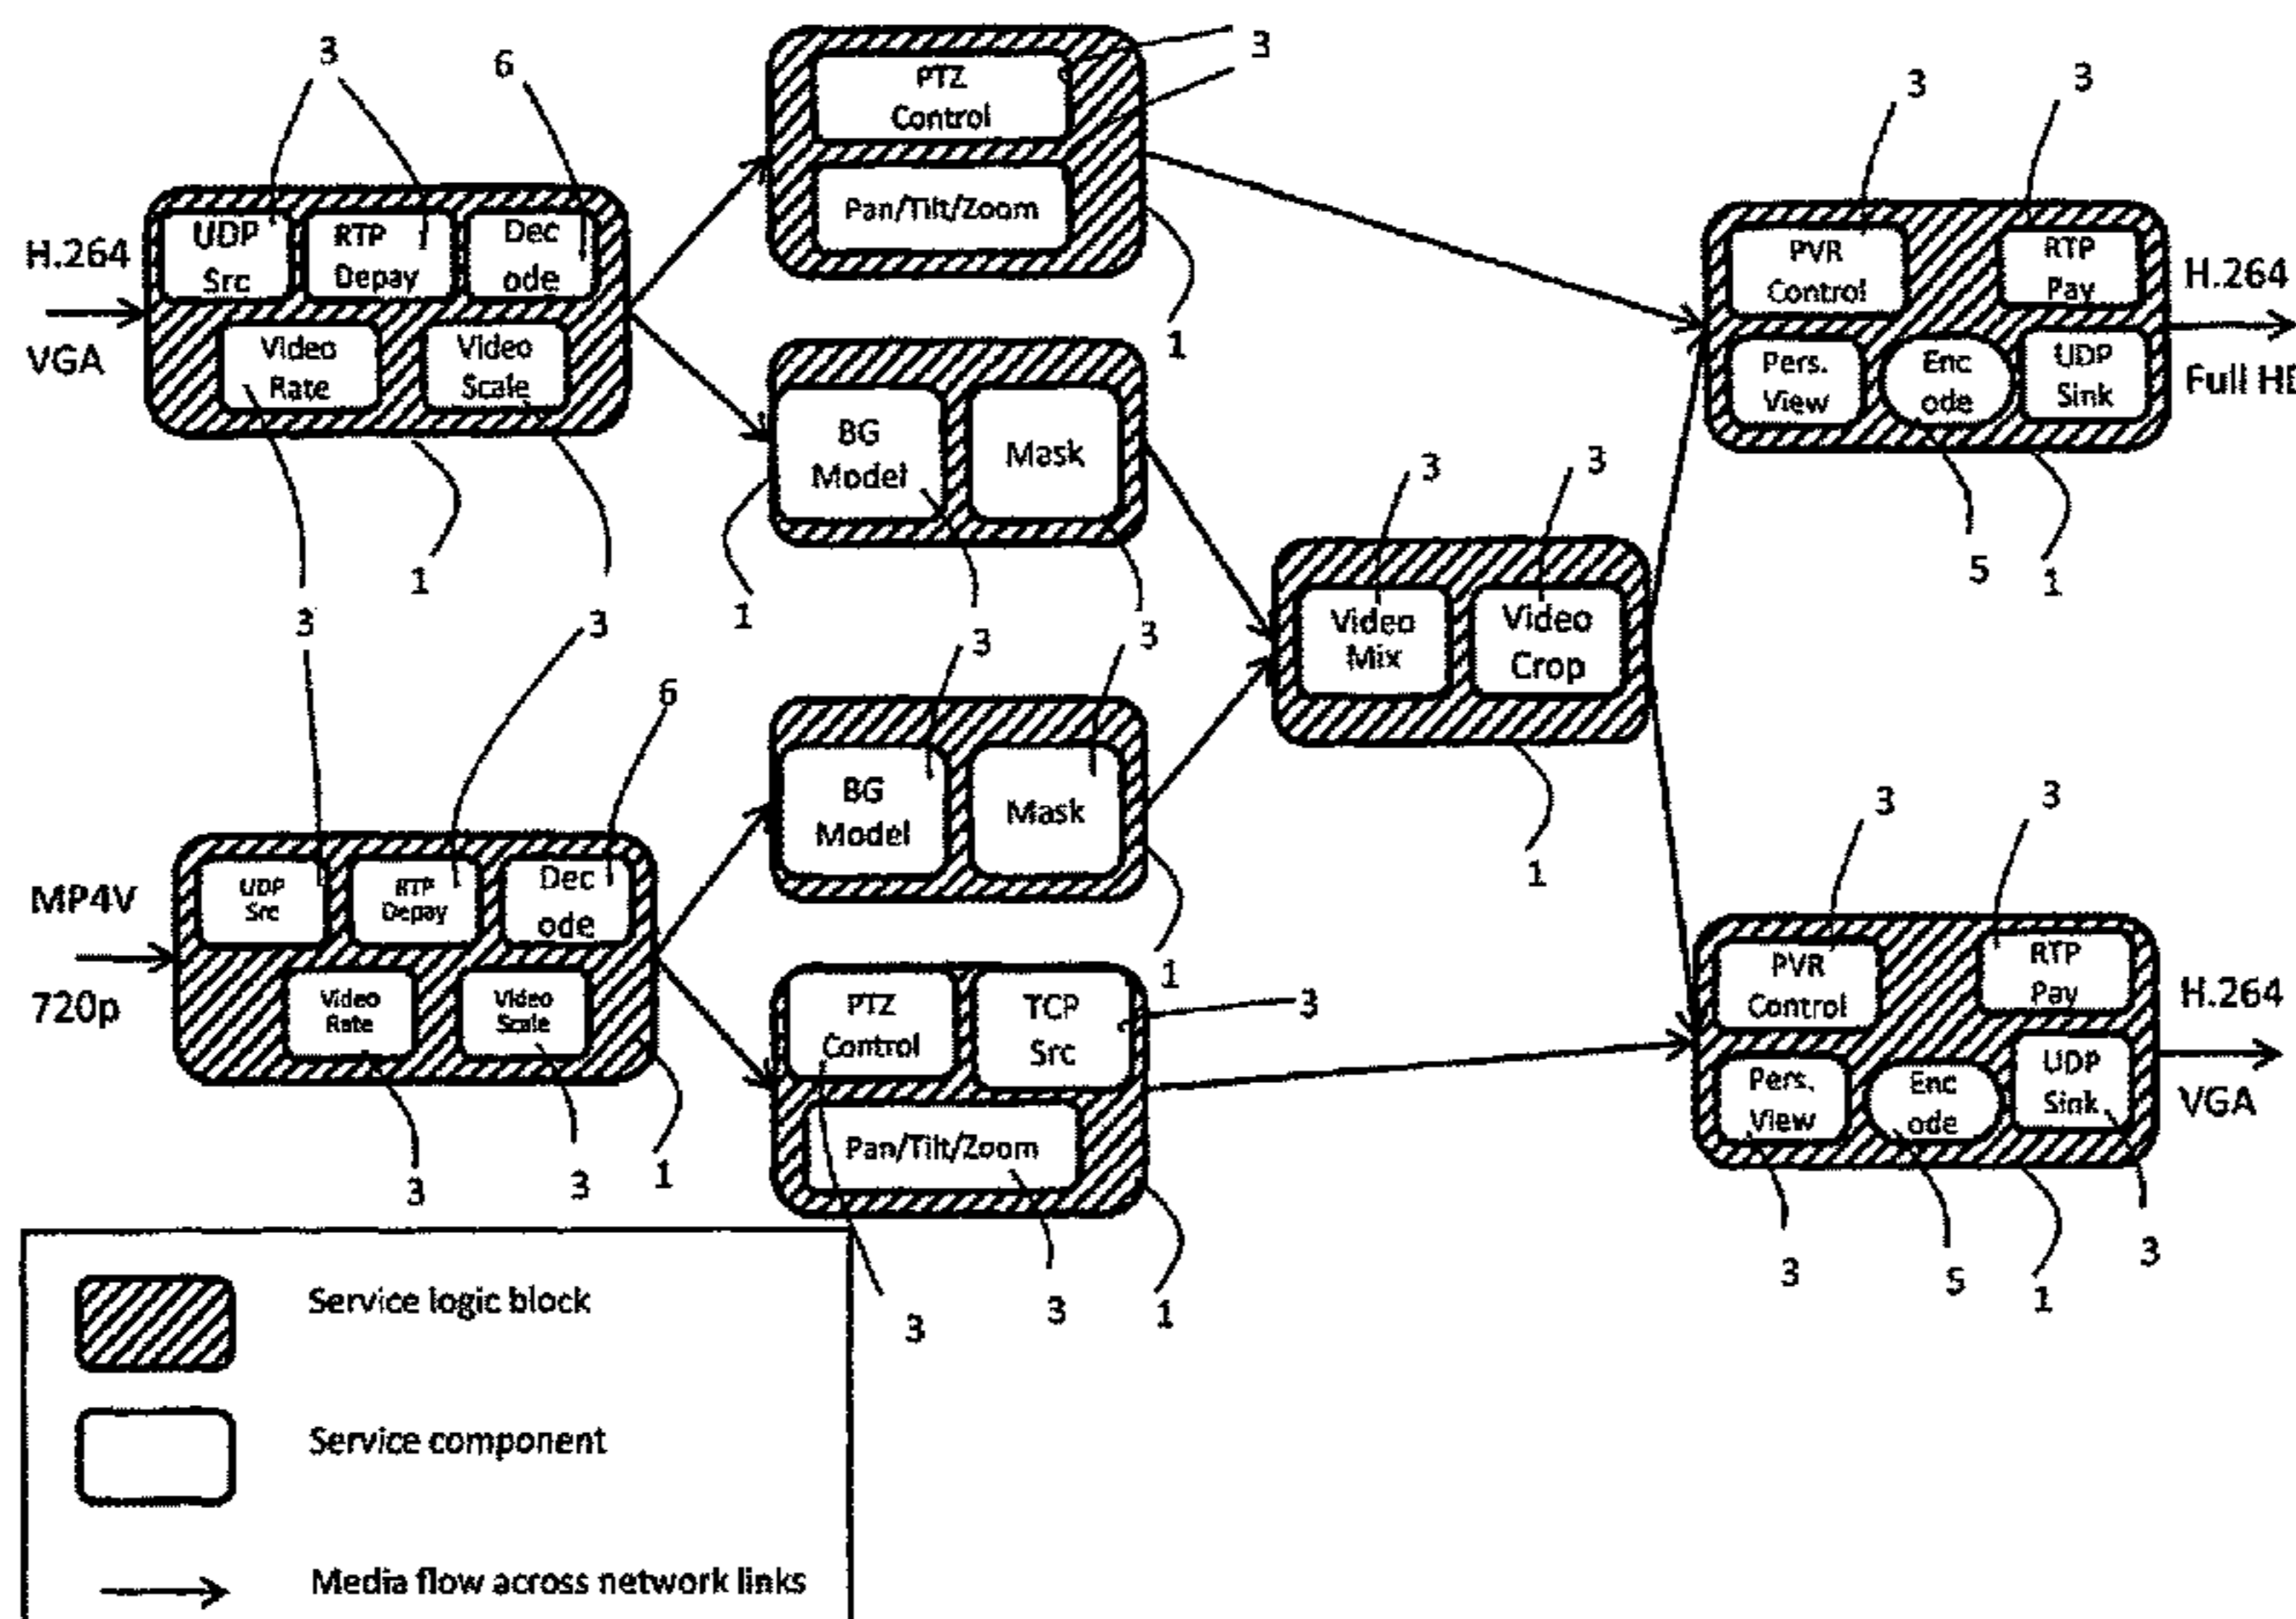 3
6
3
3
3
PTZ
Control
Pan/Tilt/Zoom
1
H.264
VGA
UDP
Src
RTP
Depay
Dec
ode
Video
Rate
Video
Scale
3
1
3
BG
Model
Mask
1
3
3
PVR
Control
RTP
Pay
Pers.
View
Enc
ode
UDP
Sink
H.264
Full HD
5
1
3
3
Video
Mix
Video
Crop
1
3
3
BG
Model
Mask
1
3
6
MP4V
720p
UDP
Src
RTP
Depay
Dec
ode
Video
Rate
Video
Scale
3
3
1
PTZ
Control
TCP
Src
3
Pan/Tilt/Zoom
3
3
1
3
3
PVR
Control
RTP
Pay
Pers.
View
Enc
ode
UDP
Sink
H.264
VGA
3
5
1
3
Service logic block
Service component
Media flow across network links